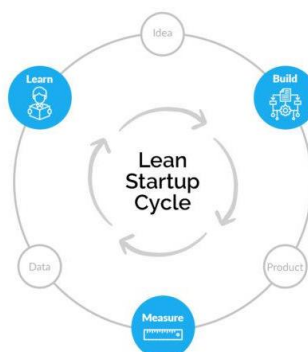 Idea
Learn
Build
Lean
Startup
Cycle
Data
Product
Measure